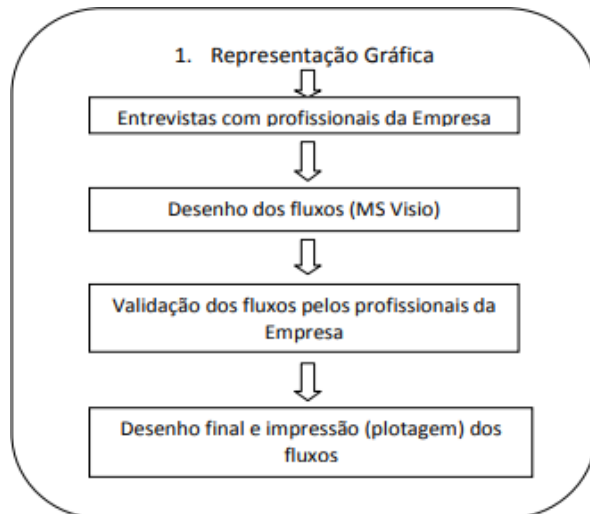 1. Representação Gráfica
Entrevistas com profissionais da Empresa
Desenho dos fluxos (MS Visio)
Validação dos fluxos pelos profissionais da
Empresa
Desenho final e impressão (plotagem) dos
fluxos